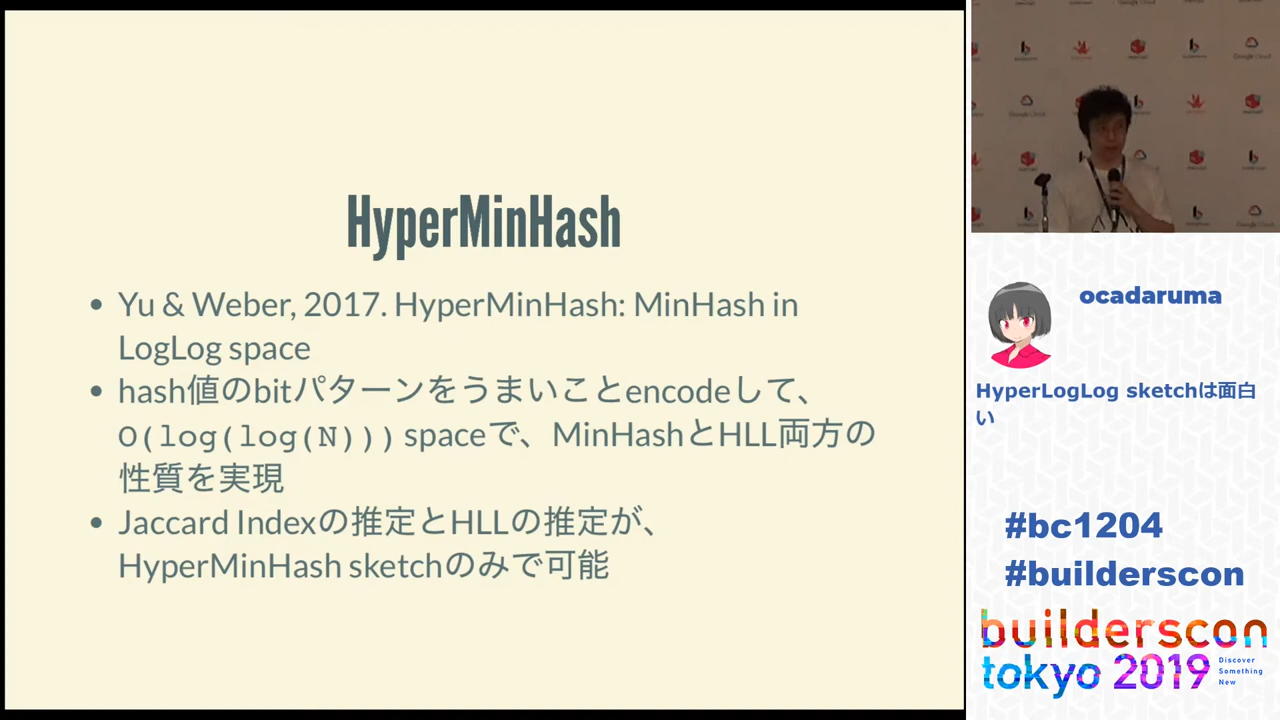 HyperMinHash
• Yu & Weber, 2017. HyperMinHash: MinHash in
LogLog space
• hash値のbitパターンをうまいことencodeして、
O(log(log(N))) spaceで、MinHashとHLL両方の
性質を実現
• Jaccard Indexの推定とHLLの推定が、
HyperMinHash sketchのみで可能
Google Cloud
ocadaruma
HyperLogLog sketchは面白
い
#bc1204
#builderscon
builderscon
tokyo 2019
Discover
Something
New